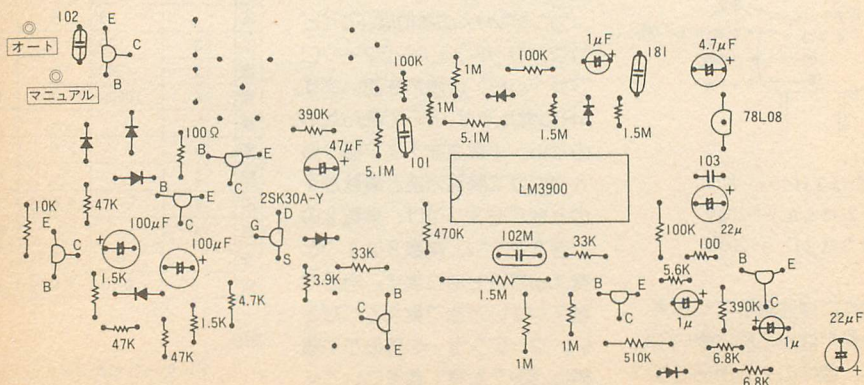 102
E
オート
C
B
マニュアル
1μF
181
4.7μF
100K
1M
100K
1M
390K
5.1M
1.5M
1.5M
78L08
100Ω
B
E
C
47μF
5.1M
101
103
LM3900
22μ
10K
47K
B
E
C
2SK30A-Y
D
G
S
E
C
B
100μF
100μF
470K
102M
33K
100K
100
33K
5.6K
B
E
C
1.5K
3.9K
1.5M
B
E
C
1μ
390K
4.7K
1.5K
B
C
E
1μ
22μF
47K
47K
1M
1M
510K
6.8K
6.8K